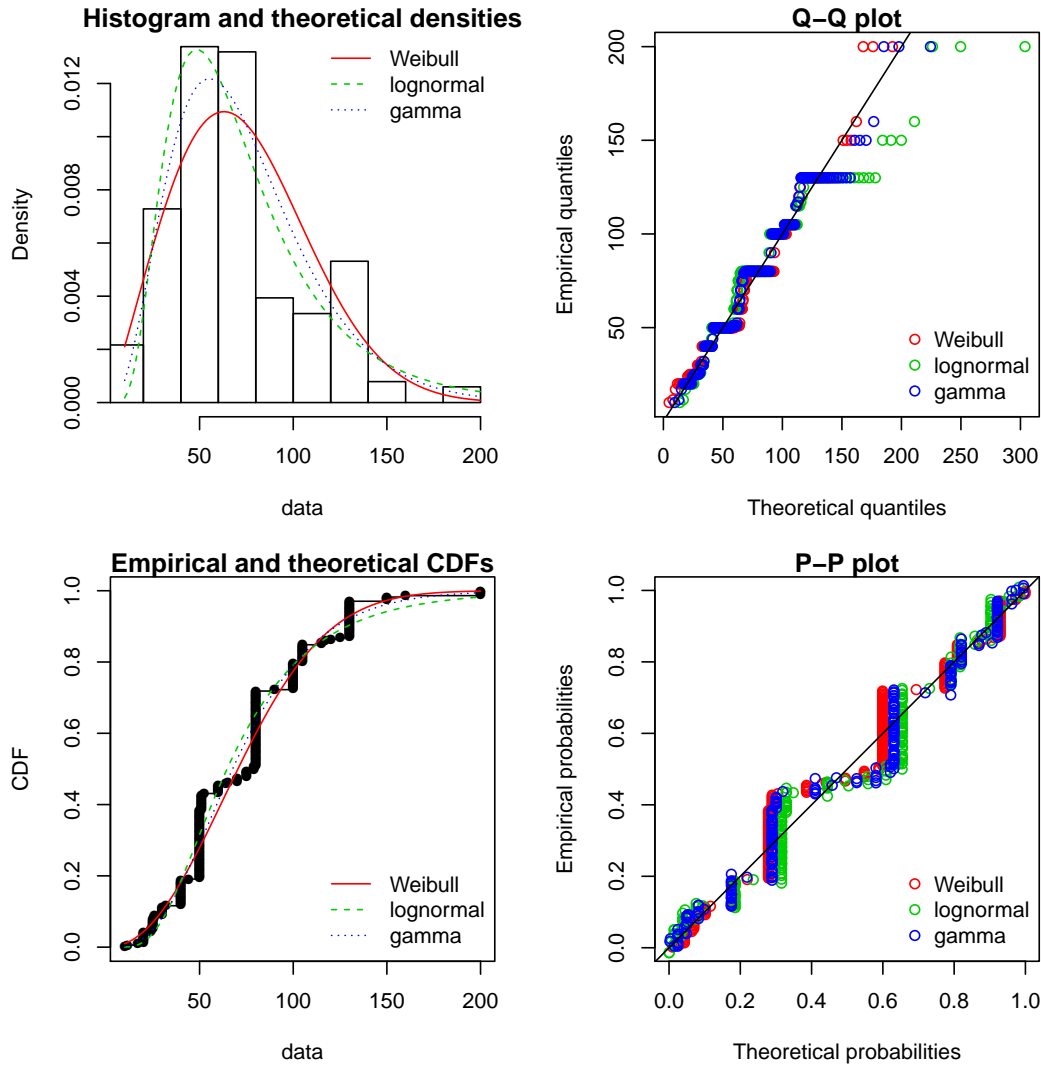 Histogram and theoretical densities
Weibull
lognormal
gamma
0.000
0.004
0.008
0.012
Density
50
100
150
200
data
Q−Q plot
50
100
150
200
Empirical quantiles
Weibull
lognormal
gamma
0
50
100
150
200
250
300
Theoretical quantiles
Empirical and theoretical CDFs
0.0
0.2
0.4
0.6
0.8
1.0
CDF
Weibull
lognormal
gamma
50
100
150
200
data
P−P plot
0.0
0.2
0.4
0.6
0.8
1.0
Empirical probabilities
Weibull
lognormal
gamma
0.0
0.2
0.4
0.6
0.8
1.0
Theoretical probabilities